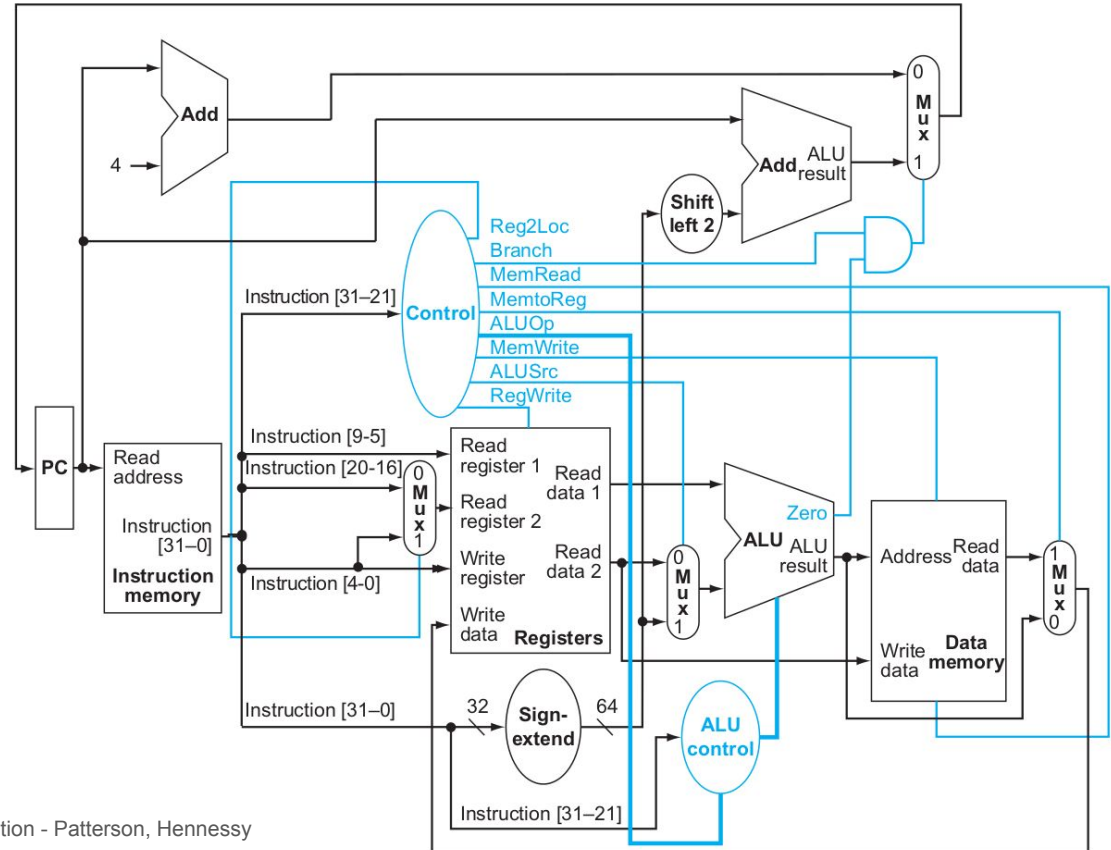 0
M
u
x
1
Add
4
Add
ALU
result
Shift
left 2
Reg2Loc
Branch
MemRead
MemtoReg
ALUOp
MemWrite
ALUSrc
RegWrite
Control
Instruction [31–21]
PC
Read
address
Instruction
[31–0]
Instruction
memory
Instruction [9-5]
Instruction [20-16]
Instruction [4-0]
0
M
u
x
1
Read
register 1
Read
register 2
Write
register
Write
data
Read
data 1
Read
data 2
Registers
0
M
u
x
1
Zero
ALU
ALU
result
Address
Read
data
Write
data
Data
memory
1
M
u
x
0
Instruction [31–0]
32
Sign-
extend
64
ALU
control
Instruction [31–21]
tion - Patterson, Hennessy